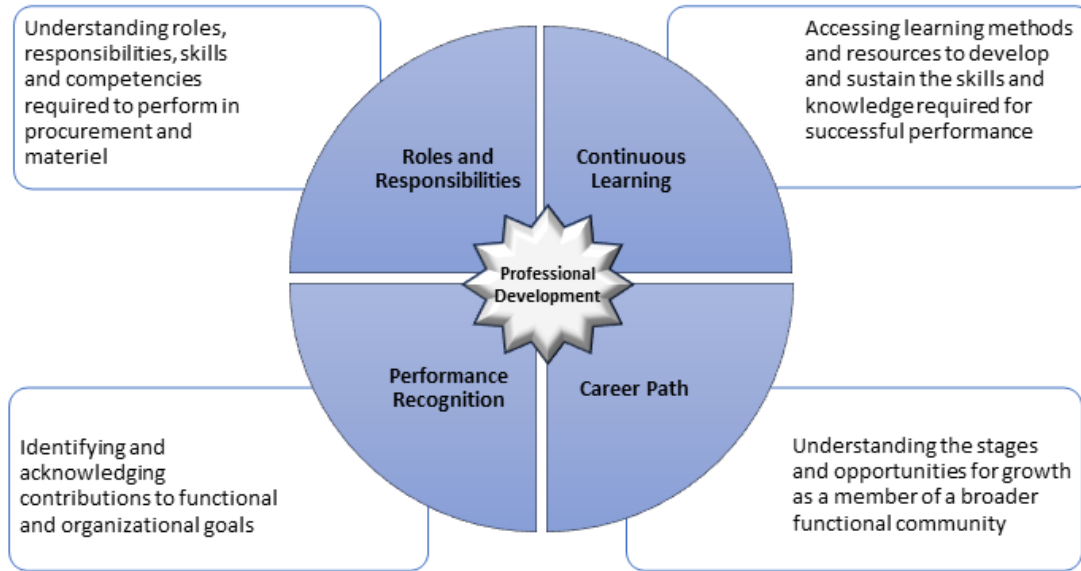 Understanding roles,
responsibilities, skills
and competencies
required to perform in
procurement and
materiel
Accessing learning methods
and resources to develop
and sustain the skills and
knowledge required for
successful performance
Roles and
Responsibilities
Continuous
Learning
Professional
Development
Performance
Recognition
Career Path
Identifying and
acknowledging
contributions to functional
and organizational goals
Understanding the stages
and opportunities for growth
as a member of a broader
functional community